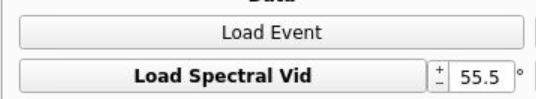 Load Event
Load Spectral Vid + − 55.5 °